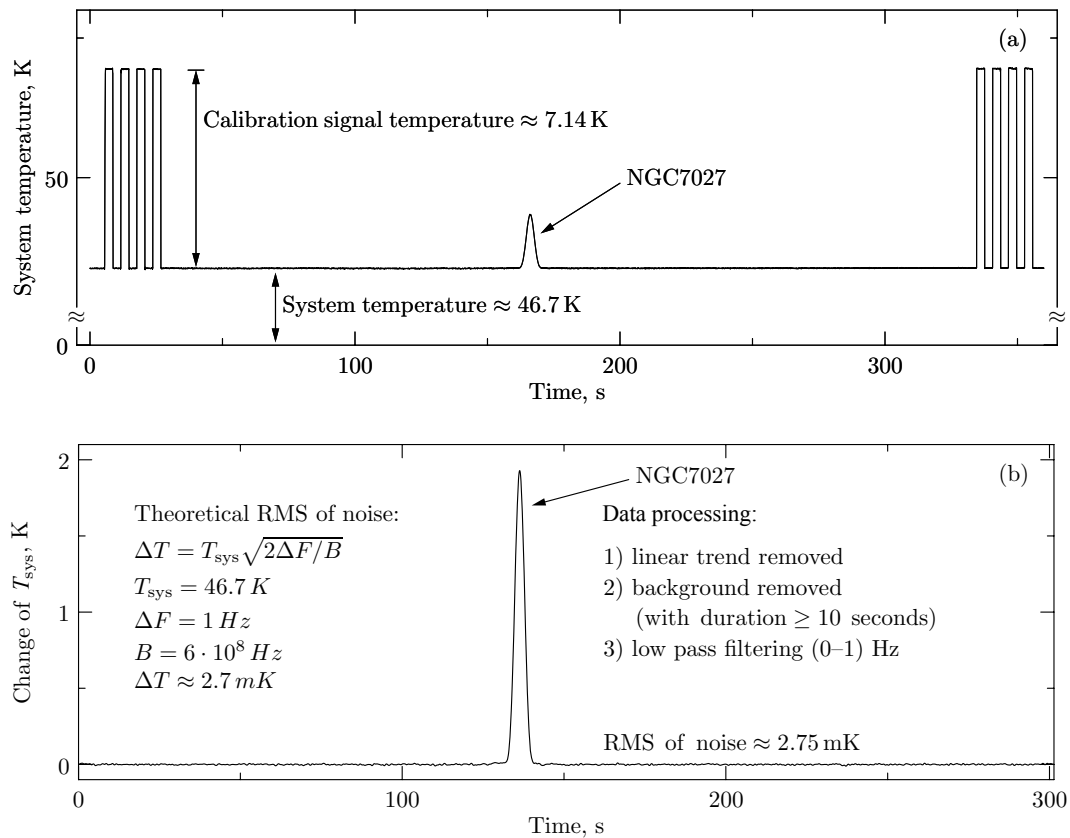 (a)
System temperature, K
50
0
Calibration signal temperature ≈ 7.14 K
NGC7027
System temperature ≈ 46.7 K
≈
≈
0
100
200
300
Time, s
(b)
Change of T_sys, K
2
1
0
NGC7027
Theoretical RMS of noise:
ΔT = T_sys√(2ΔF/B)
T_sys = 46.7 K
ΔF = 1 Hz
B = 6 · 10⁸ Hz
ΔT ≈ 2.7 mK
Data processing:
1) linear trend removed
2) background removed
(with duration ≥ 10 seconds)
3) low pass filtering (0–1) Hz
RMS of noise ≈ 2.75 mK
0
100
200
300
Time, s